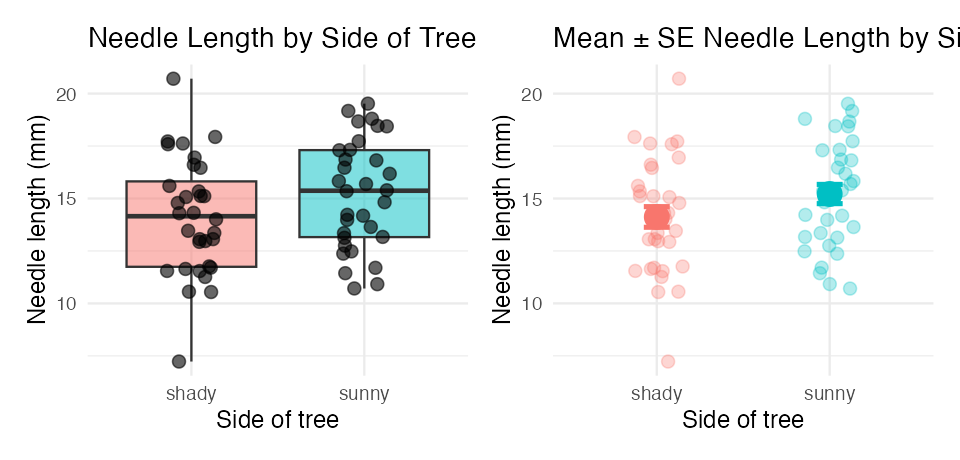 Needle Length by Side of Tree
Needle length (mm)
20
15
10
shady
sunny
Side of tree
Mean ± SE Needle Length by Si
Needle length (mm)
20
15
10
shady
sunny
Side of tree